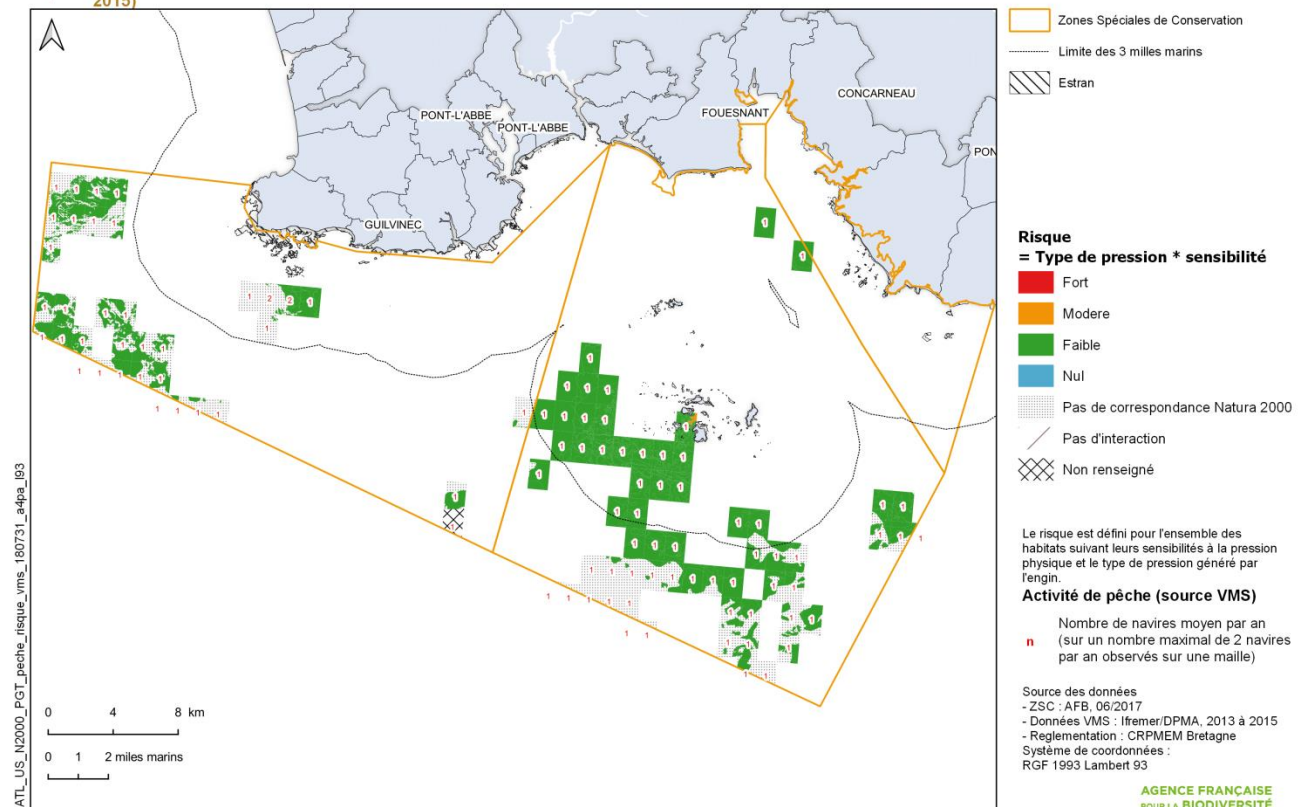 2015)
Zones Spéciales de Conservation
Limite des 3 milles marins
Estran
CONCARNEAU
FOUESNANT
PONT-L'ABBE
PONT-L'ABBE
PON
GUILVINEC
Risque
= Type de pression * sensibilité
Fort
Modere
Faible
Nul
Pas de correspondance Natura 2000
Pas d'interaction
Non renseigné
Le risque est défini pour l'ensemble des
habitats suivant leurs sensibilités à la pression
physique et le type de pression généré par
l'engin.
Activité de pêche (source VMS)
Nombre de navires moyen par an
n (sur un nombre maximal de 2 navires
par an observés sur une maille)
Source des données
- ZSC : AFB, 06/2017
- Données VMS : Ifremer/DPMA, 2013 à 2015
- Reglementation : CRPMEM Bretagne
Système de coordonnées :
RGF 1993 Lambert 93
AGENCE FRANÇAISE
POUR LA BIODIVERSITÉ
0 4 8 km
0 1 2 miles marins
ATL_US_N2000_PGT_peche_risque_vms_180731_a4pa_l93